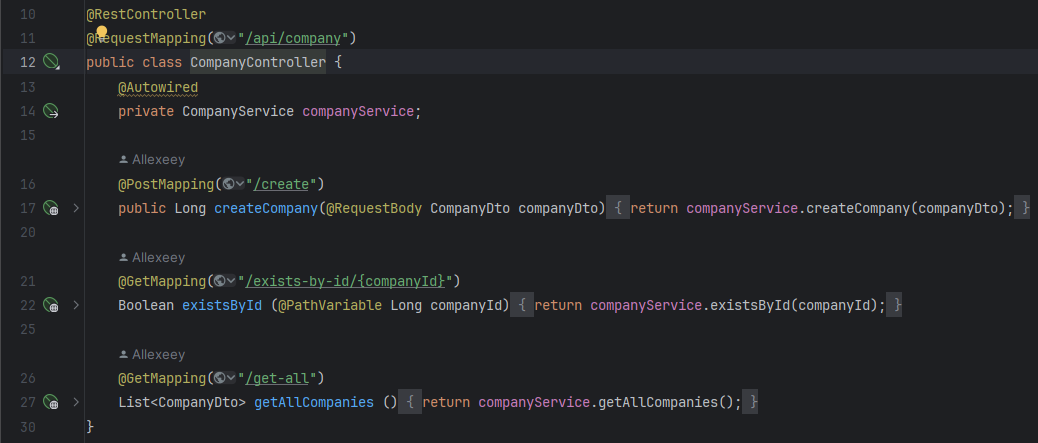 10 @RestController
11 @RequestMapping("/api/company")
12 public class CompanyController {
13 @Autowired
14 private CompanyService companyService;
15
Allexeey
16 @PostMapping("/create")
17 public Long createCompany(@RequestBody CompanyDto companyDto) { return companyService.createCompany(companyDto); }
20
Allexeey
21 @GetMapping("/exists-by-id/{companyId}")
22 Boolean existsById (@PathVariable Long companyId) { return companyService.existsById(companyId); }
25
Allexeey
26 @GetMapping("/get-all")
27 List<CompanyDto> getAllCompanies () { return companyService.getAllCompanies(); }
30 }